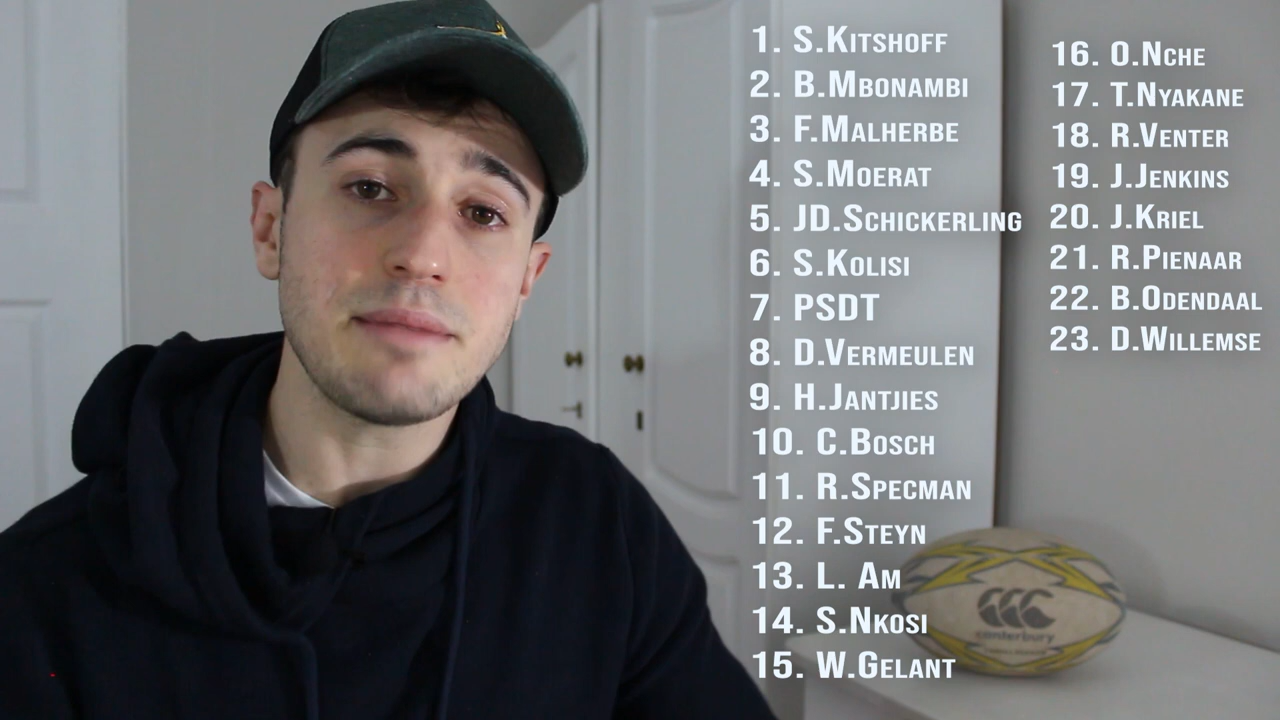 1. S.Kitshoff
2. B.Mbonambi
3. F.Malherbe
4. S.Moerat
5. JD.Schickerling
6. S.Kolisi
7. PSDT
8. D.Vermeulen
9. H.Jantjies
10. C.Bosch
11. R.Specman
12. F.Steyn
13. L. Am
14. S.Nkosi
15. W.Gelant
16. O.Nche
17. T.Nyakane
18. R.Venter
19. J.Jenkins
20. J.Kriel
21. R.Pienaar
22. B.Odendaal
23. D.Willemse
canterbury